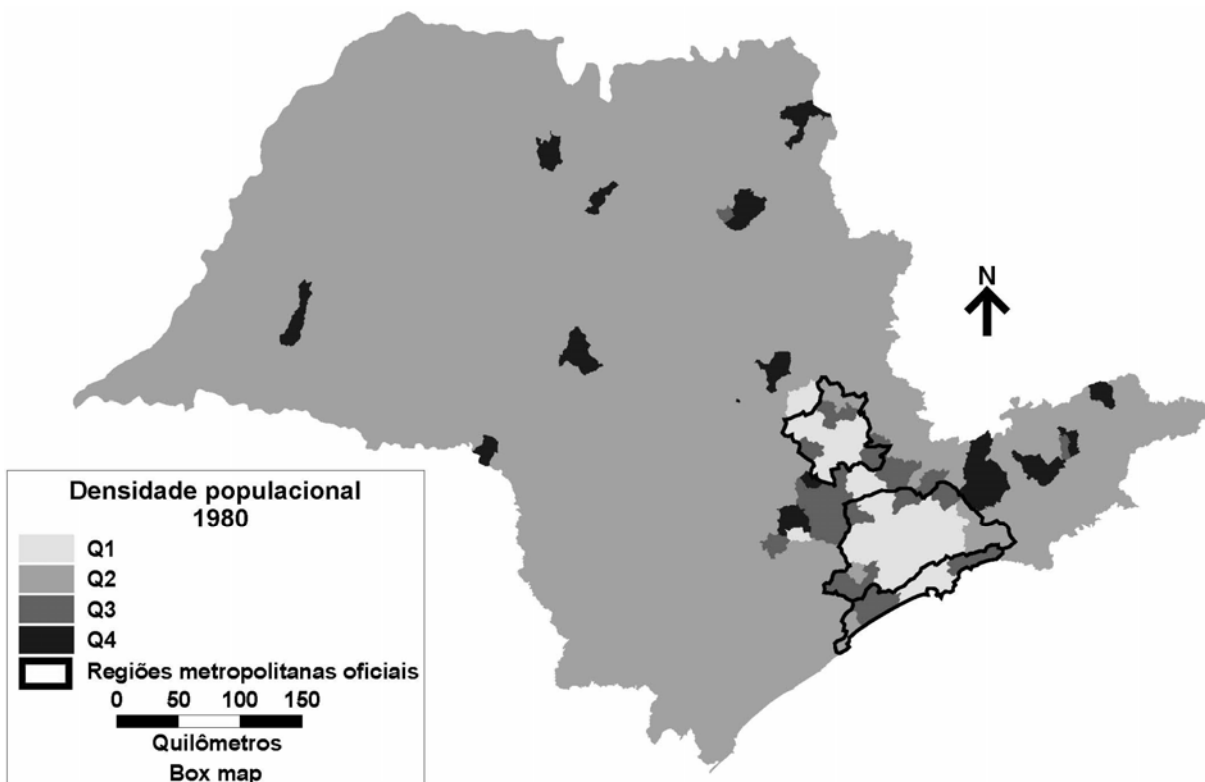 N
Densidade populacional
1980
Q1
Q2
Q3
Q4
Regiões metropolitanas oficiais
0 50 100 150
Quilômetros
Box map